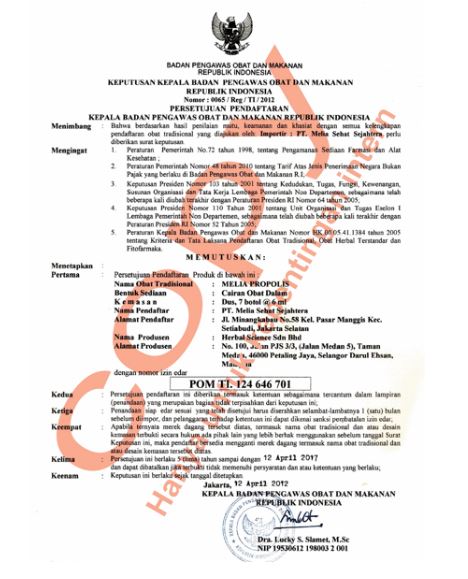 BADAN PENGAWAS OBAT DAN MAKANAN
REPUBLIK INDONESIA
KEPUTUSAN KEPALA BADAN PENGAWAS OBAT DAN MAKANAN
REPUBLIK INDONESIA
Nomor : 0065 / Reg / TI / 2012
PERSETUJUAN PENDAFTARAN
KEPALA BADAN PENGAWAS OBAT DAN MAKANAN REPUBLIK INDONESIA
Menimbang : Bahwa berdasarkan hasil penilaian mutu, keamanan dan khasiat dengan semua kelengkapan
pendaftaran obat tradisional yang diajukan oleh Importir : PT. Melia Sehat Sejahtera, perlu
diberikan surat keputusan
Mengingat : 1. Peraturan Pemerintah No.72 tahun 1998, tentang Pengamanan Sediaan Farmasi dan Alat
Kesehatan ;
2. Peraturan Pemerintah Nomor 48 tahun 2010 tentang Tarif Atas Jenis Penerimaan Negara Bukan
Pajak yang berlaku di Badan Pengawas Obat dan Makanan R.I;
3. Keputusan Presiden Nomor 103 tahun 2001 tentang Kedudukan, Tugas, Fungsi, Kewenangan,
Susunan Organisasi dan Tata Kerja Lembaga Pemerintah Non Departemen, sebagaimana telah
beberapa kali diubah terakhir dengan Peraturan Presiden RI Nomor 64 tahun 2005;
4. Keputusan Presiden Nomor 110 Tahun 2001 tentang Unit Organisasi dan Tugas Eselon I
Lembaga Pemerintah Non Departemen, sebagaimana telah diubah beberapa kali terakhir dengan
Peraturan Presiden RI Nomor 52 Tahun 2005;
5. Peraturan Kepala Badan Pengawas Obat dan Makanan Nomor HK.00.05.41.1384 tahun 2005
tentang Kriteria dan Tata Laksana Pendaftaran Obat Tradisional, Obat Herbal Terstandar dan
Fitofarmaka.
M E M U T U S K A N :
Menetapkan :
Pertama : Persetujuan Pendaftaran Produk di bawah ini :
Nama Obat Tradisional : MELIA PROPOLIS
Bentuk Sediaan : Cairan Obat Dalam
K e m a s a n : Dus, 7 botol @ 6 ml
Nama Pendaftar : PT. Melia Sehat Sejahtera
Alamat Pendaftar : Jl. Minangkabau No.58 Kel. Pasar Manggis Kec.
Setiabudi, Jakarta Selatan
Nama Produsen : Herbal Science Sdn Bhd
Alamat Produsen : No. 100, Jalan PJS 3/3, (Jalan Medan 5), Taman
Medan, 46000 Petaling Jaya, Selangor Darul Ehsan,
dengan nomor izin edar
POM TI. 124 646 701
Kedua : Persetujuan pendaftaran ini diberikan termasuk ketentuan sebagaimana tercantum dalam lampiran
(penandaan) yang merupakan bagian tidak terpisahkan dari keputusan ini;
Ketiga : Penandaan siap edar sesuai yang telah disetujui harus diserahkan selambat-lambatnya 1 (satu) bulan
sebelum diimpor, dan pelanggaran terhadap ketentuan ini dapat dikenai sanksi pembatalan izin edar;
Keempat : Apabila ternyata merek dagang tersebut diatas, termasuk nama obat tradisional dan atau desain
kemasan terbukti secara hukum ada pihak lain yang lebih berhak menggunakan sebelum tanggal Surat
Keputusan ini, maka pendaftar bersedia mengganti merek dagang termasuk nama obat tradisional dan
atau desain kemasan tersebut diatas.
Kelima : Persetujuan ini berlaku 5 (lima) tahun sampai dengan 12 April 2017
dan dapat dibatalkan jika terbukti tidak memenuhi persyaratan dan atau ketentuan yang berlaku;
Keenam : Keputusan ini berlaku sejak tanggal ditetapkan
Jakarta, 12 April 2012
KEPALA BADAN PENGAWAS OBAT DAN MAKANAN
REPUBLIK INDONESIA
Dra. Lucky S. Slamet, M.Sc
NIP 19530612 198003 2 001
COPY
Hanya untuk kepentingan intern